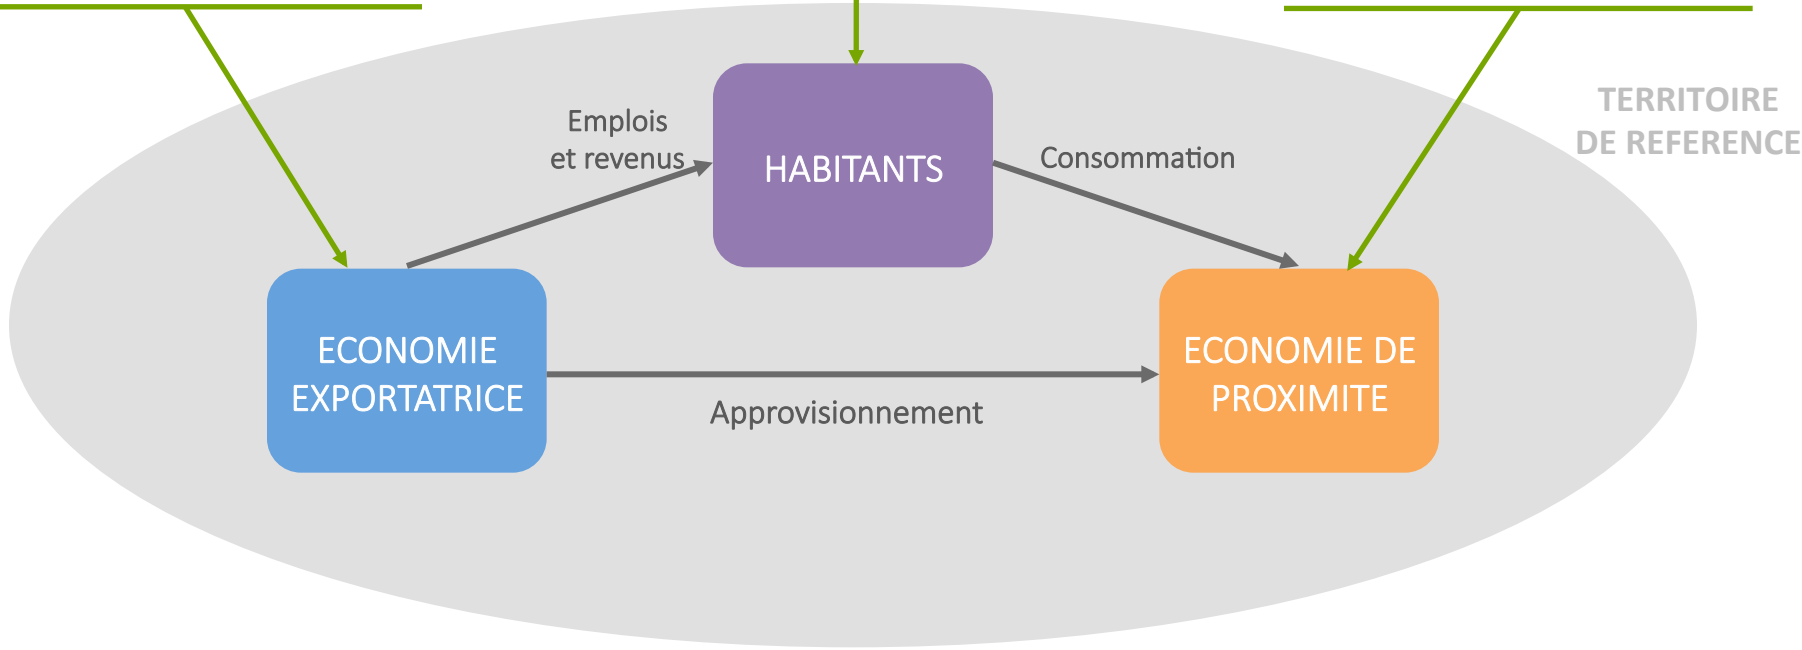 TERRITOIRE
DE REFERENCE
Emplois
et revenus
HABITANTS
Consommation
ECONOMIE
EXPORTATRICE
ECONOMIE DE
PROXIMITE
Approvisionnement